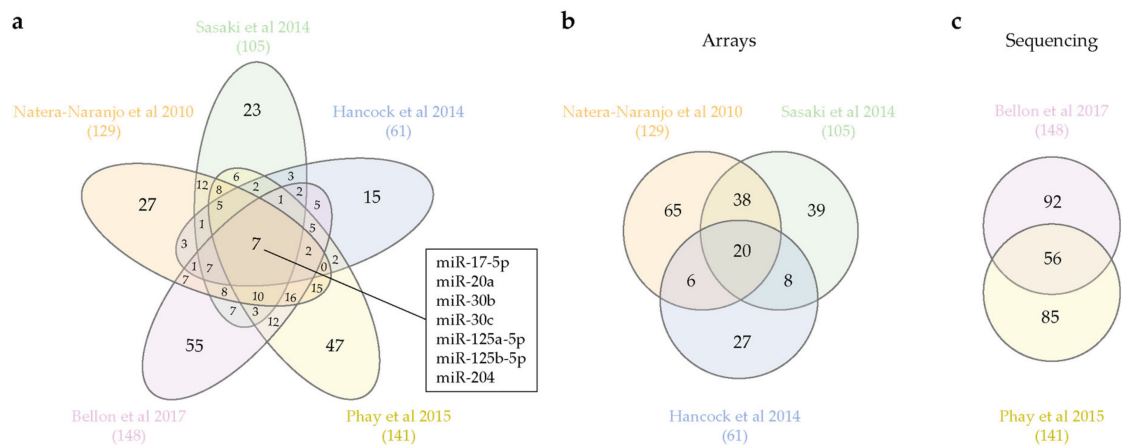 a
b
c
Sasaki et al 2014
(105)
Arrays
Sequencing
Natera-Naranjo et al 2010
(129)
Hancock et al 2014
(61)
Natera-Naranjo et al 2010
(129)
Sasaki et al 2014
(105)
Bellon et al 2017
(148)
23
27
15
12
8
5
6
2
3
1
2
5
5
1
3
7
2
0
2
1
7
7
8
10
16
15
7
3
12
55
47
miR-17-5p
miR-20a
miR-30b
miR-30c
miR-125a-5p
miR-125b-5p
miR-204
Bellon et al 2017
(148)
Phay et al 2015
(141)
65
38
39
20
6
8
27
Hancock et al 2014
(61)
92
56
85
Phay et al 2015
(141)